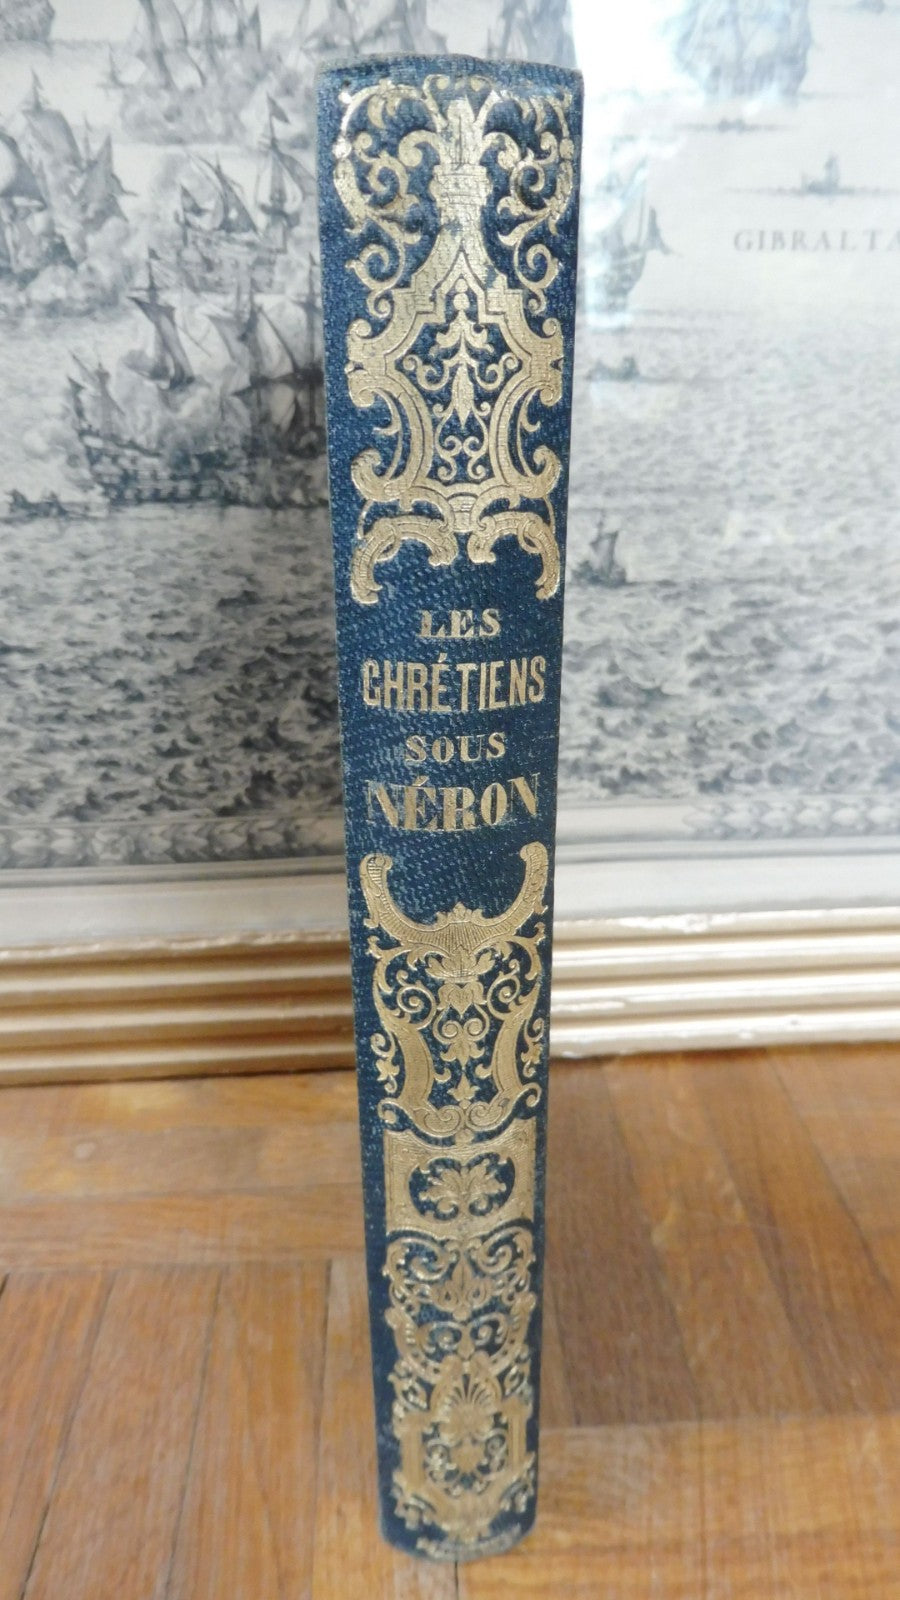 GIBRALTA
LES
CHRÉTIENS
SOUS
NÉRON